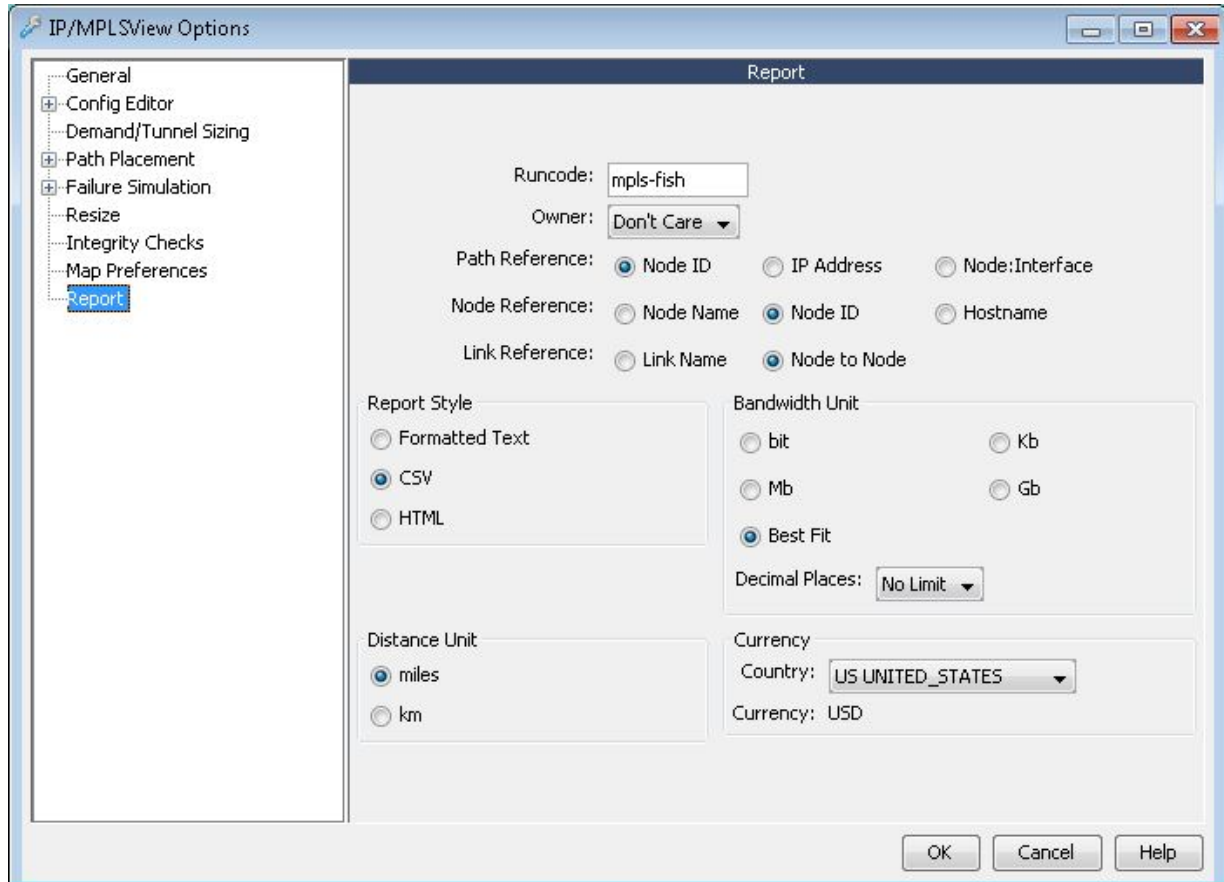 IP/MPLSView Options
General
Config Editor
Demand/Tunnel Sizing
Path Placement
Failure Simulation
Resize
Integrity Checks
Map Preferences
Report
Report
Runcode: mpls-fish
Owner: Don't Care
Path Reference: Node ID IP Address Node:Interface
Node Reference: Node Name Node ID Hostname
Link Reference: Link Name Node to Node
Report Style
Formatted Text
CSV
HTML
Bandwidth Unit
bit Kb
Mb Gb
Best Fit
Decimal Places: No Limit
Distance Unit
miles
km
Currency
Country: US UNITED_STATES
Currency: USD
OK Cancel Help